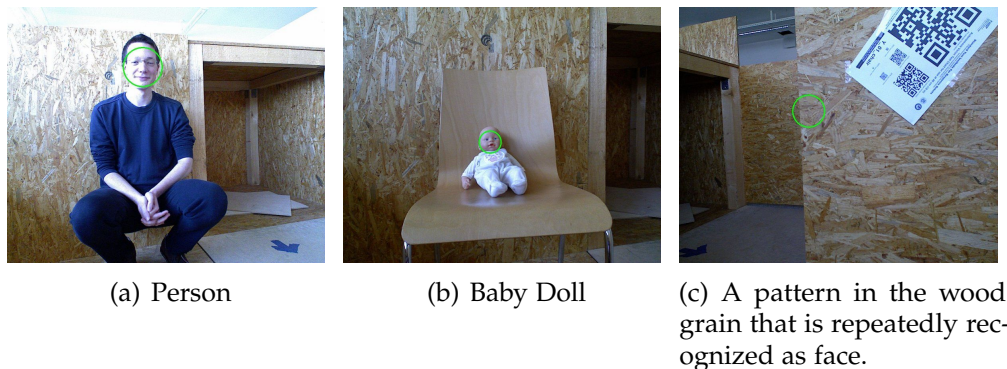 (a) Person
(b) Baby Doll
(c) A pattern in the wood
grain that is repeatedly rec-
ognized as face.